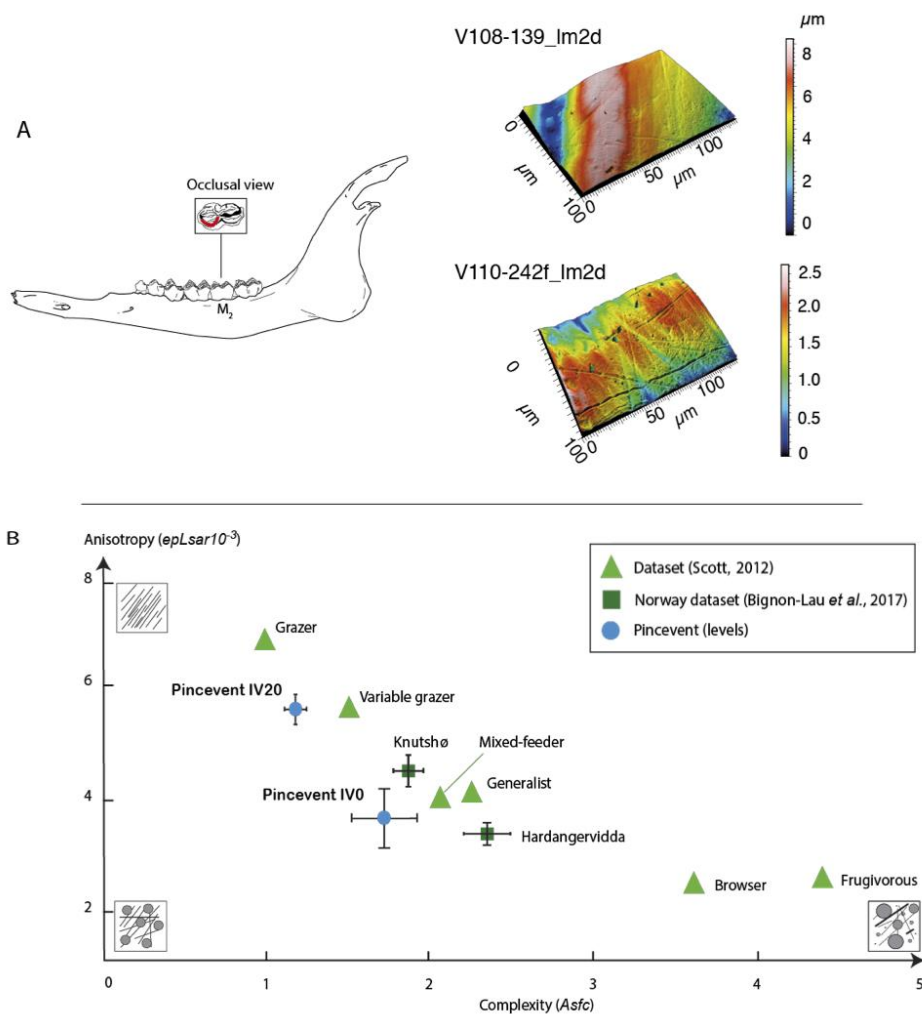 A
Occlusal view
M2
V108-139_lm2d
µm
8
6
4
2
0
0
µm
100
0
50
µm
100
V110-242f_lm2d
2.5
2.0
1.5
1.0
0.5
0
0
µm
100
0
50
µm
100
B
Anisotropy (epLsar10-3)
8
6
4
2
Dataset (Scott, 2012)
Norway dataset (Bignon-Lau et al., 2017)
Pincevent (levels)
Grazer
Pincevent IV20
Variable grazer
Knutshø
Mixed-feeder
Pincevent IV0
Generalist
Hardangervidda
Browser
Frugivorous
0
1
2
3
4
5
Complexity (Asfc)